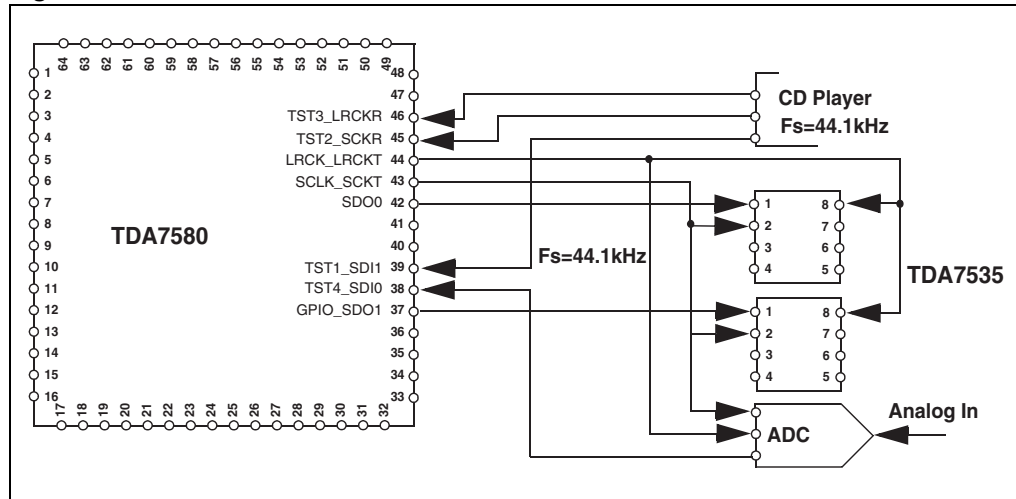 64 63 62 61 60 59 58 57 56 55 54 53 52 51 50 49
1
2
3
4
5
6
7
8
9
10
11
12
13
14
15
16
TDA7580
48
47
TST3_LRCKR 46
TST2_SCKR 45
LRCK_LRCKT 44
SCLK_SCKT 43
SDO0 42
41
40
TST1_SDI1 39
TST4_SDI0 38
GPIO_SDO1 37
36
35
34
33
17 18 19 20 21 22 23 24 25 26 27 28 29 30 31 32
Fs=44.1kHz
CD Player
Fs=44.1kHz
1 8
2 7
3 6
4 5
TDA7535
1 8
2 7
3 6
4 5
ADC
Analog In